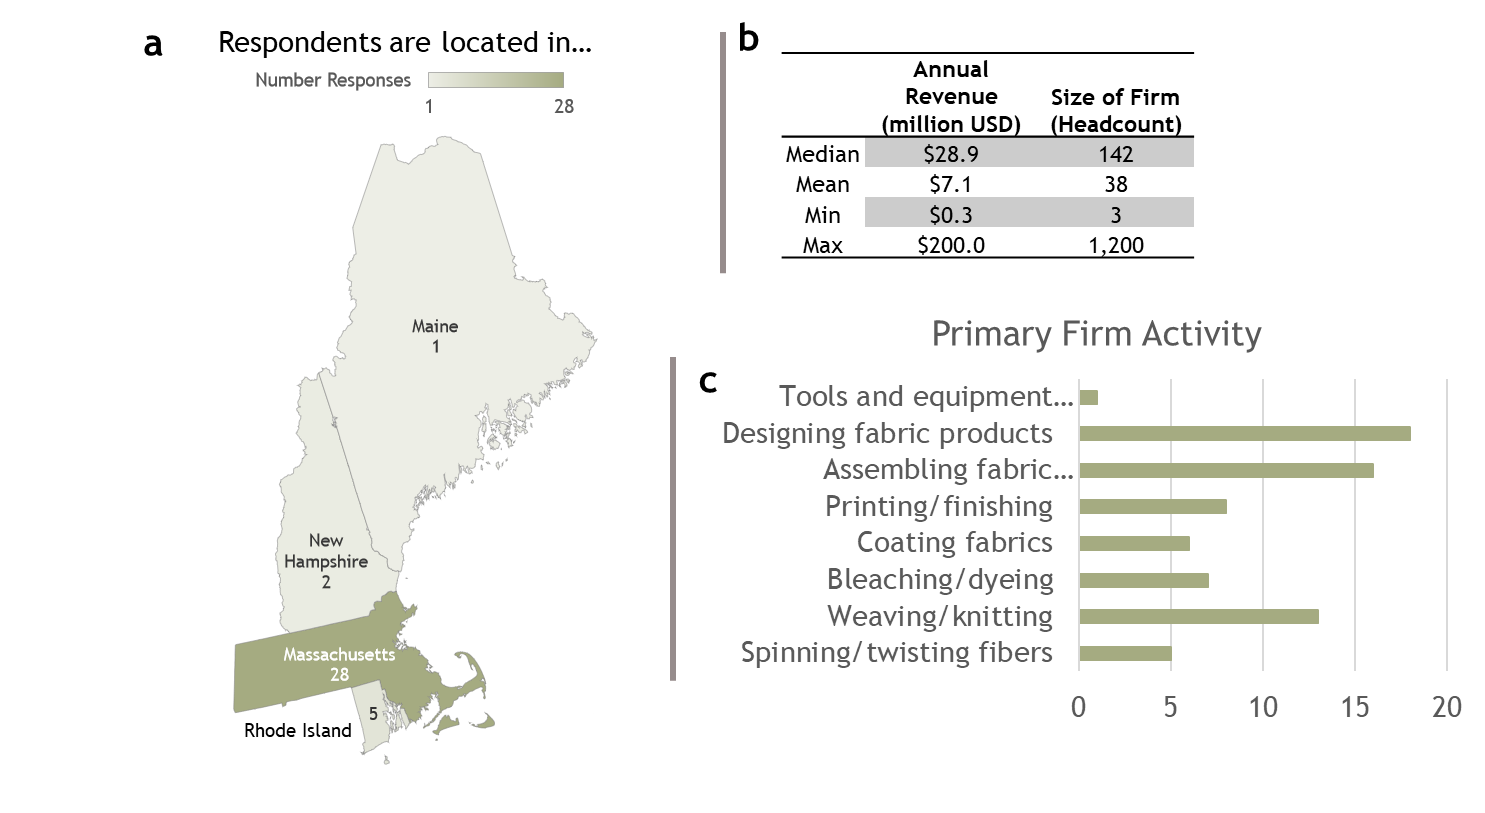 a
Respondents are located in…
Number Responses
1 28
Maine
1
New
Hampshire
2
Massachusetts
28
5
Rhode Island
b
Annual
Revenue
(million USD)
Size of Firm
(Headcount)
Median $28.9 142
Mean $7.1 38
Min $0.3 3
Max $200.0 1,200
c
Primary Firm Activity
Tools and equipment…
Designing fabric products
Assembling fabric…
Printing/finishing
Coating fabrics
Bleaching/dyeing
Weaving/knitting
Spinning/twisting fibers
0 5 10 15 20